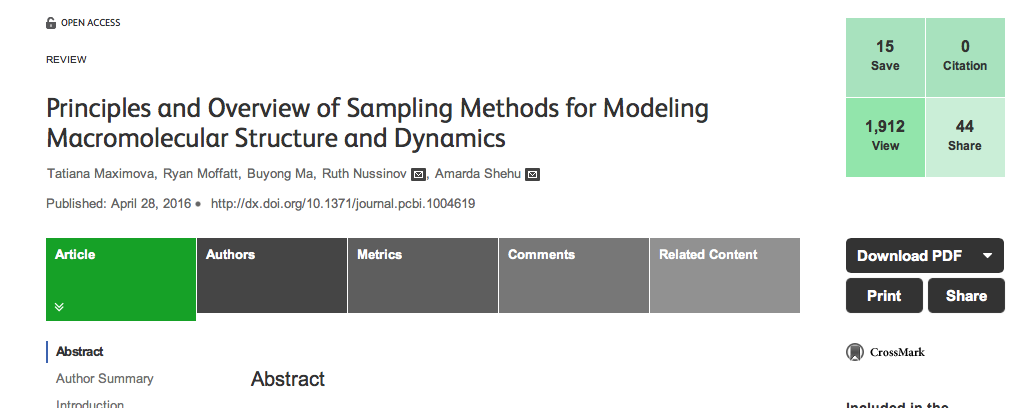 OPEN ACCESS
REVIEW
Principles and Overview of Sampling Methods for Modeling
Macromolecular Structure and Dynamics
Tatiana Maximova, Ryan Moffatt, Buyong Ma, Ruth Nussinov, Amarda Shehu
Published: April 28, 2016 • http://dx.doi.org/10.1371/journal.pcbi.1004619
15
Save
0
Citation
1,912
View
44
Share
Article
Authors
Metrics
Comments
Related Content
Download PDF
Print
Share
CrossMark
Abstract
Author Summary
Introduction
Abstract
Included in the